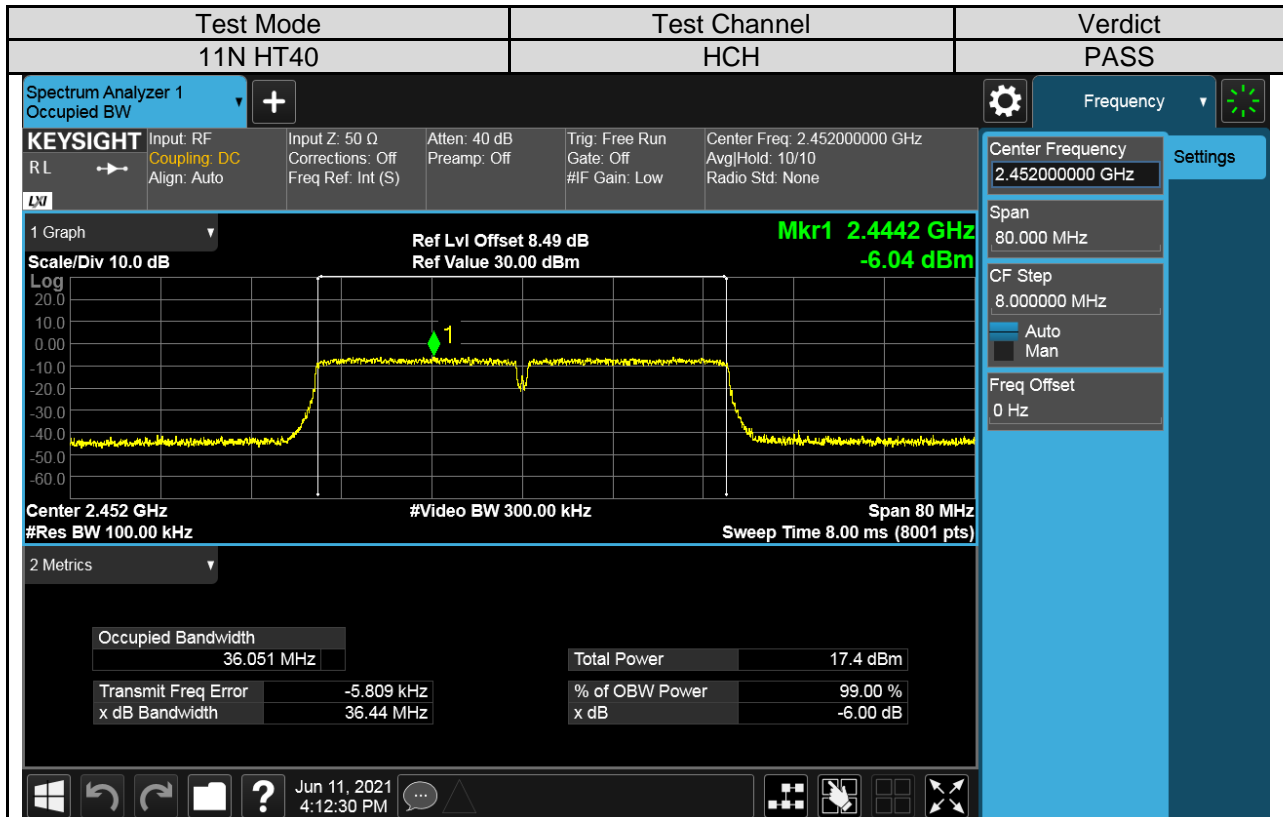 Test Mode Test Channel Verdict
11N HT40 HCH PASS
Spectrum Analyzer 1
Occupied BW
+
Frequency
KEYSIGHT Input: RF Input Z: 50 Ω Atten: 40 dB Trig: Free Run Center Freq: 2.452000000 GHz
RL Coupling: DC Corrections: Off Preamp: Off Gate: Off Avg|Hold: 10/10
Align: Auto Freq Ref: Int (S) #IF Gain: Low Radio Std: None
LXI
Center Frequency
2.452000000 GHz
Settings
Span
80.000 MHz
CF Step
8.000000 MHz
Auto
Man
Freq Offset
0 Hz
1 Graph Ref Lvl Offset 8.49 dB Mkr1 2.4442 GHz
Scale/Div 10.0 dB Ref Value 30.00 dBm -6.04 dBm
Log
20.0
10.0
1
0.00
-10.0
-20.0
-30.0
-40.0
-50.0
-60.0
Center 2.452 GHz #Video BW 300.00 kHz Span 80 MHz
#Res BW 100.00 kHz Sweep Time 8.00 ms (8001 pts)
2 Metrics
Occupied Bandwidth
36.051 MHz Total Power 17.4 dBm
Transmit Freq Error -5.809 kHz % of OBW Power 99.00 %
x dB Bandwidth 36.44 MHz x dB -6.00 dB
?
Jun 11, 2021
4:12:30 PM